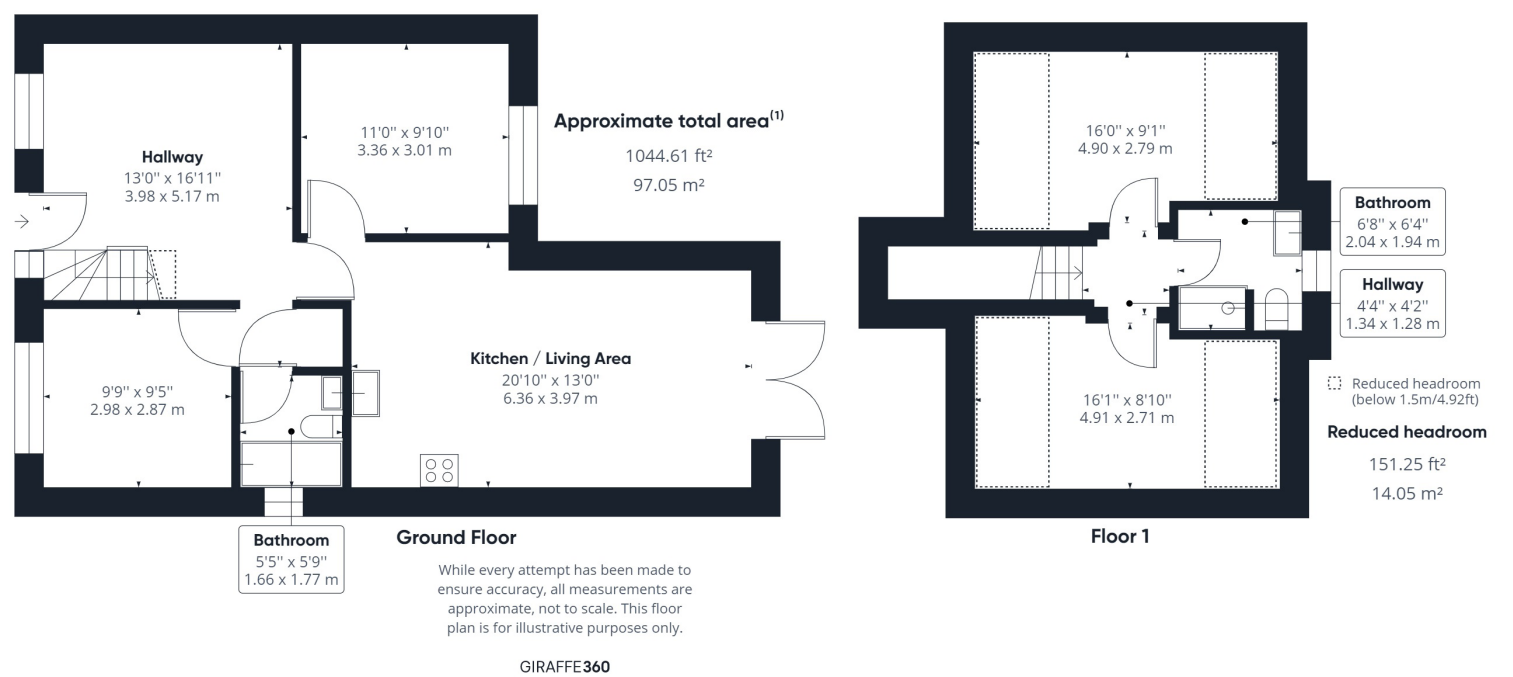 Hallway
13'0" x 16'11"
3.98 x 5.17 m
11'0" x 9'10"
3.36 x 3.01 m
Approximate total area(1)
1044.61 ft²
97.05 m²
9'9" x 9'5"
2.98 x 2.87 m
Kitchen / Living Area
20'10" x 13'0"
6.36 x 3.97 m
Bathroom
5'5" x 5'9"
1.66 x 1.77 m
Ground Floor
While every attempt has been made to
ensure accuracy, all measurements are
approximate, not to scale. This floor
plan is for illustrative purposes only.
GIRAFFE360
16'0" x 9'1"
4.90 x 2.79 m
Bathroom
6'8" x 6'4"
2.04 x 1.94 m
Hallway
4'4" x 4'2"
1.34 x 1.28 m
16'1" x 8'10"
4.91 x 2.71 m
Reduced headroom
(below 1.5m/4.92ft)
Reduced headroom
151.25 ft²
14.05 m²
Floor 1